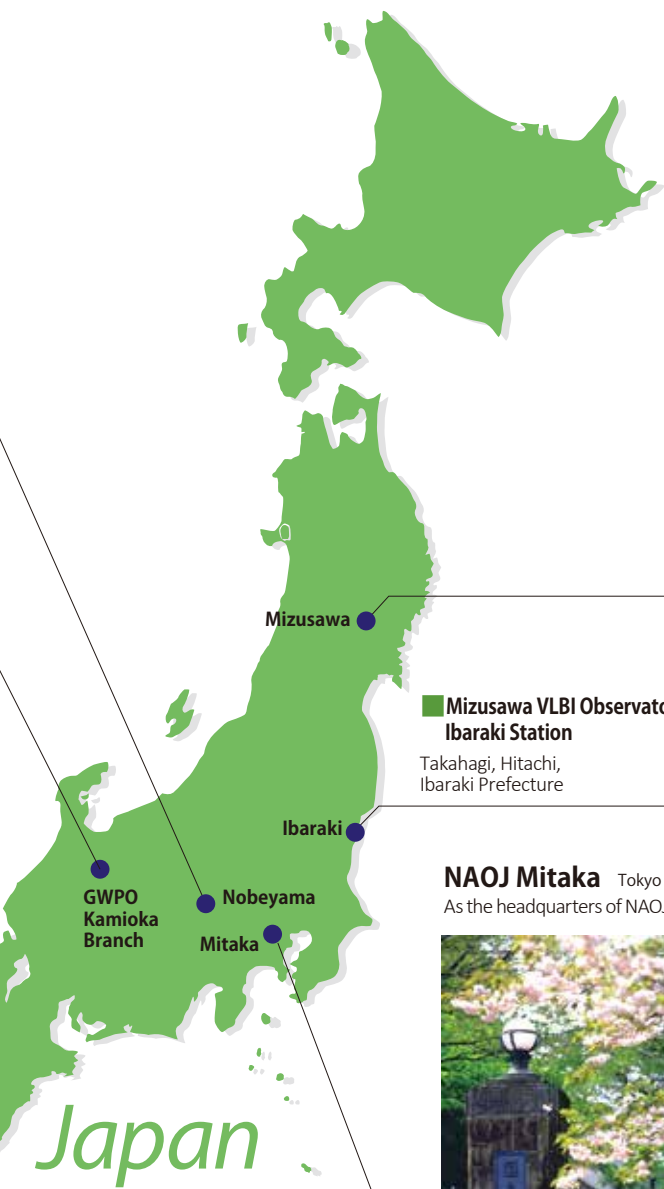 Mizusawa
Mizusawa VLBI Observato
Ibaraki Station
Takahagi, Hitachi,
Ibaraki Prefecture
Ibaraki
NAOJ Mitaka Tokyo
As the headquarters of NAOJ
GWPO
Kamioka
Branch
Nobeyama
Mitaka
Japan